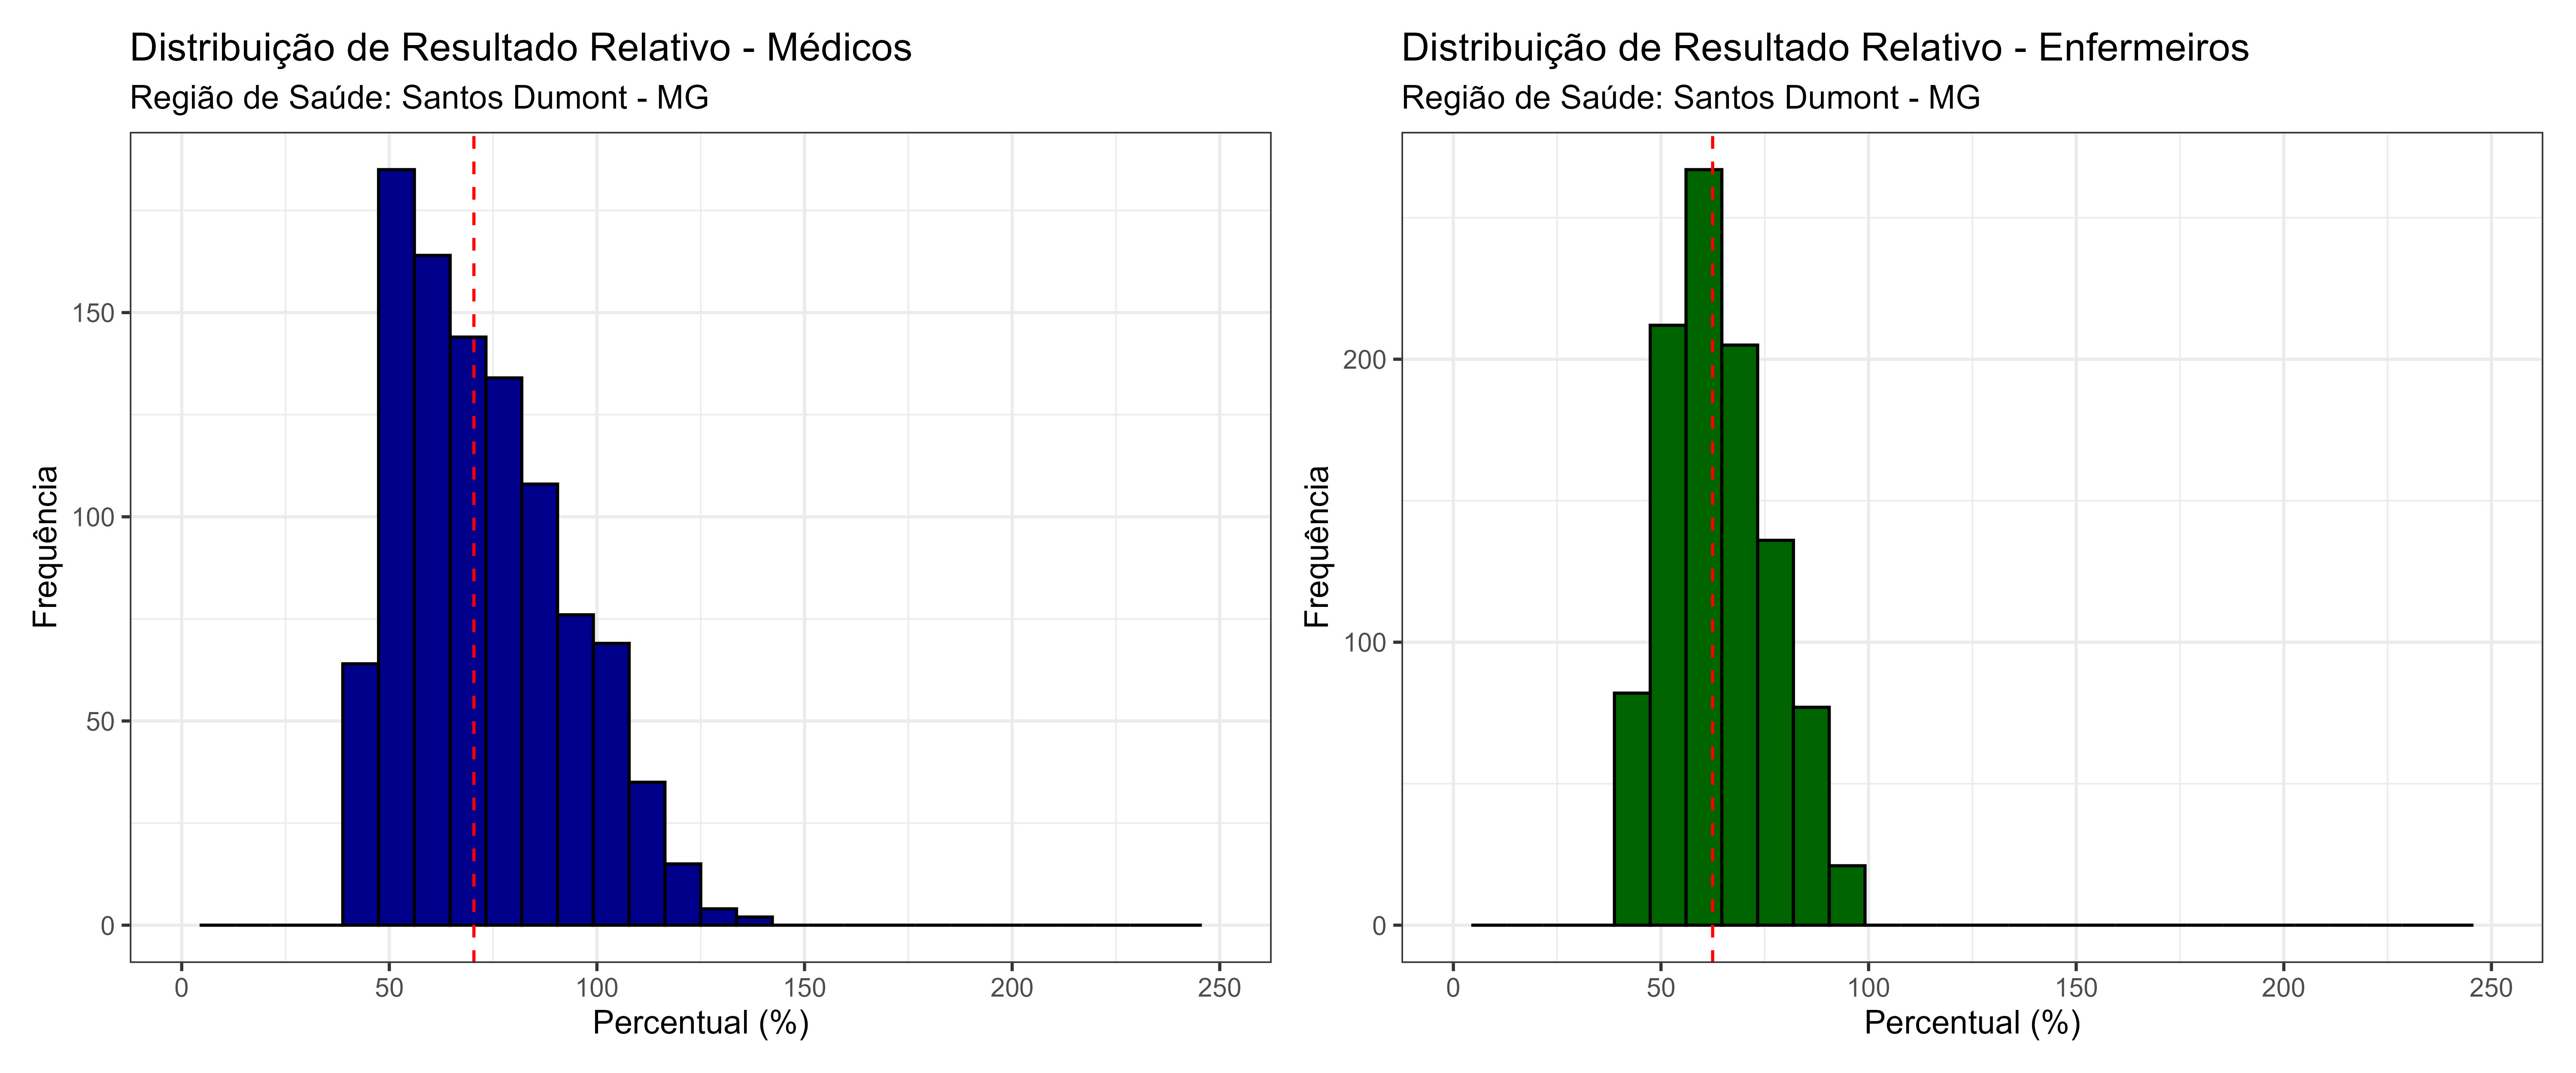 Distribuição de Resultado Relativo - Médicos
Região de Saúde: Santos Dumont - MG
Frequência
150
100
50
0
0 50 100 150 200 250
Percentual (%)
Distribuição de Resultado Relativo - Enfermeiros
Região de Saúde: Santos Dumont - MG
Frequência
200
100
0
0 50 100 150 200 250
Percentual (%)